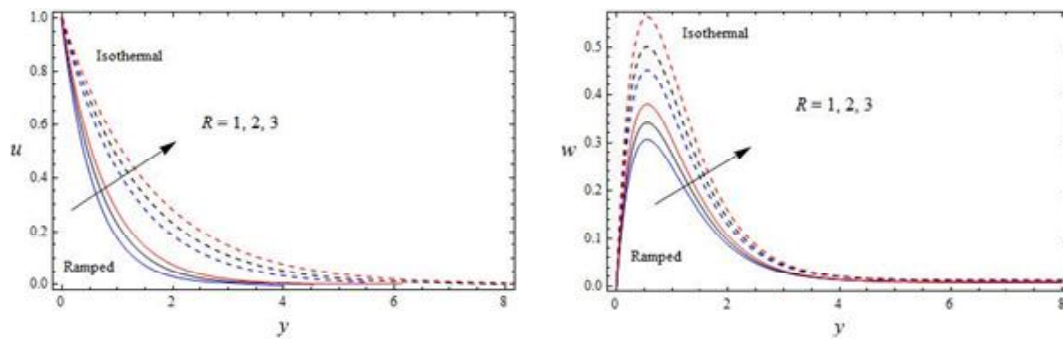 1.0
0.8
0.6
0.4
0.2
0.0
u
Isothermal
R = 1, 2, 3
Ramped
0 2 4 6 8
y
0.5
0.4
0.3
0.2
0.1
0.0
w
Isothermal
R = 1, 2, 3
Ramped
0 2 4 6 8
y